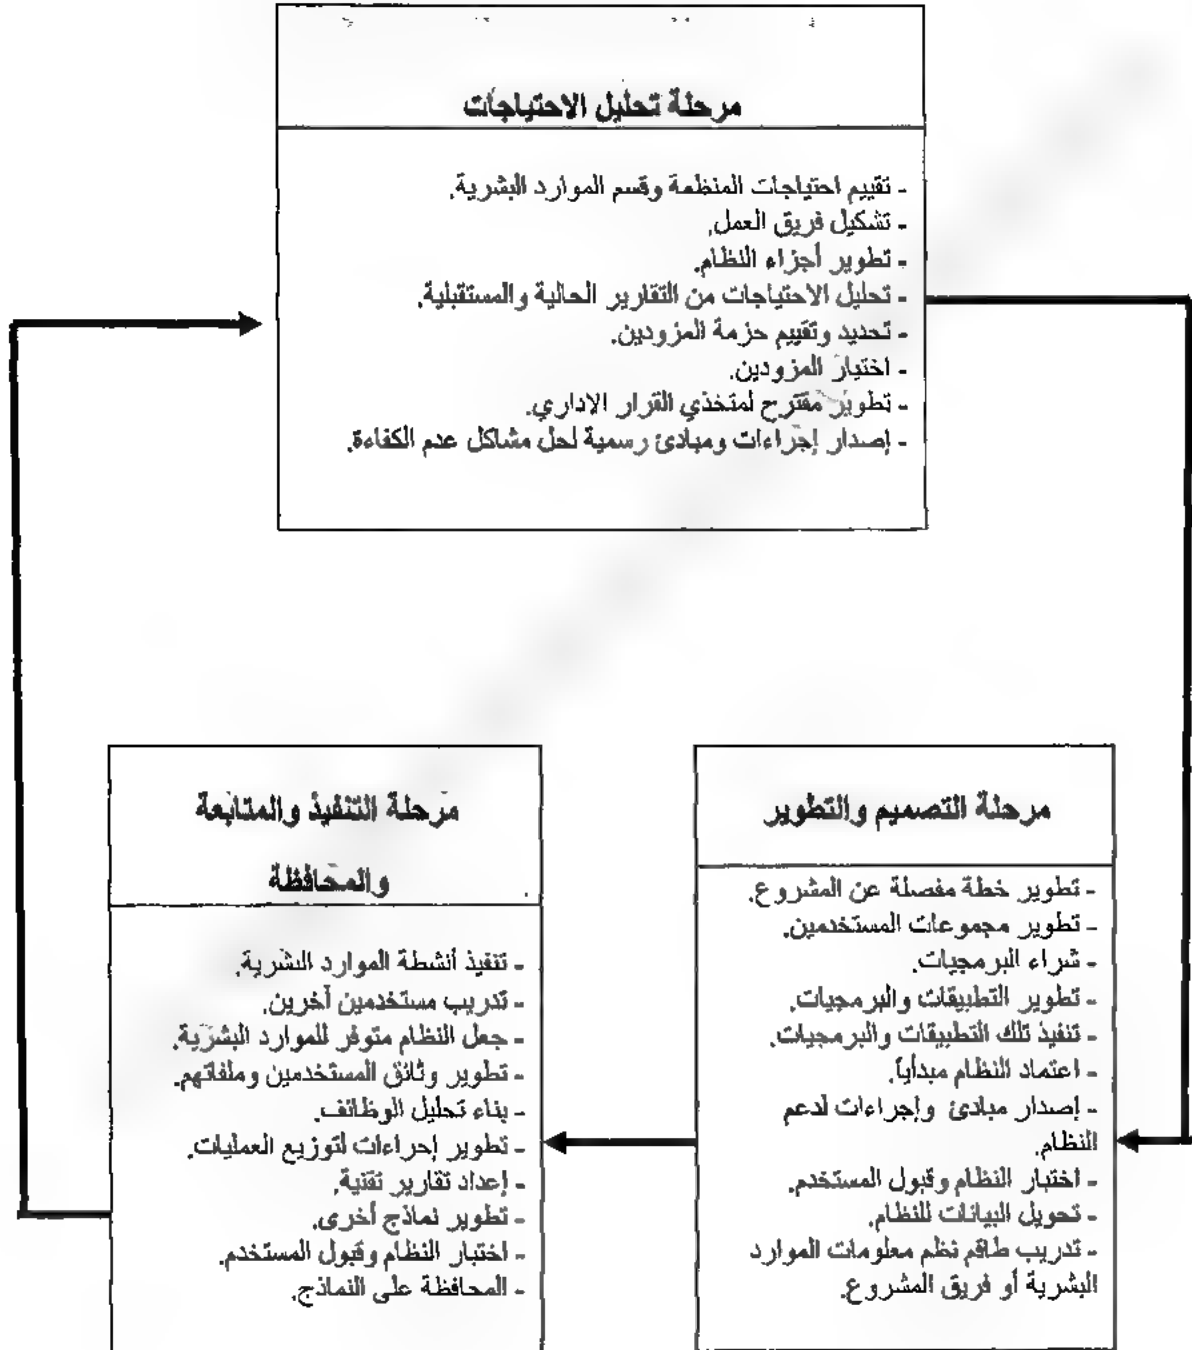 مرحلة تحليل الاحتياجات
- تقييم احتياجات المنظمة وقسم الموارد البشرية.
- تشكيل فريق العمل.
- تطوير أجزاء النظام.
- تحليل الاحتياجات من التقارير الحالية والمستقبلية.
- تحديد وتقييم حزمة المزودين.
- اختيار المزودين.
- تطوير مقترح لمتخذي القرار الاداري.
- إصدار إجراءات ومبادئ رسمية لحل مشاكل عدم الكفاءة.
مرحلة التصميم والتطوير
- تطوير خطة مفصلة عن المشروع.
- تطوير مجموعات المستخدمين.
- شراء البرمجيات.
- تطوير التطبيقات والبرمجيات.
- تنفيذ تلك التطبيقات والبرمجيات.
- اعتماد النظام مبدأياً.
- إصدار مبادئ وإجراءات لدعم
النظام.
- اختبار النظام وقبول المستخدم.
- تحويل البيانات للنظام.
- تدريب طاقم نظم معلومات الموارد
البشرية أو فريق المشروع.
مرحلة التنفيذ والمتابعة
والمحافظة
- تنفيذ أنشطة الموارد البشرية.
- تدريب مستخدمين آخرين.
- جعل النظام متوفر للموارد البشرية.
- تطوير وثائق المستخدمين وملفاتهم.
- بناء تحليل الوظائف.
- تطوير إجراءات لتوزيع العمليات.
- إعداد تقارير تقنية.
- تطوير نماذج أخرى.
- اختبار النظام وقبول المستخدم.
- المحافظة على النماذج.